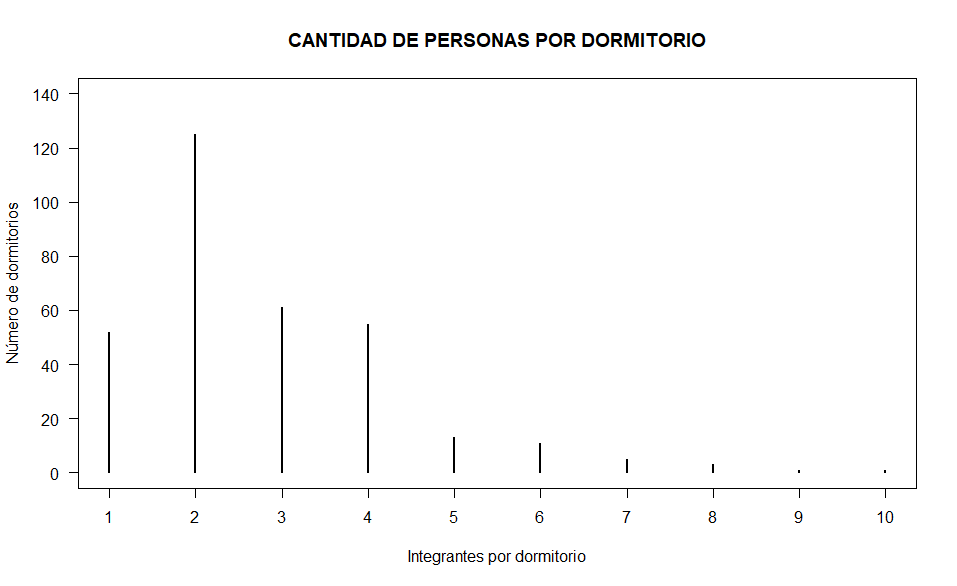 CANTIDAD DE PERSONAS POR DORMITORIO
Número de dormitorios
140
120
100
80
60
40
20
0
1 2 3 4 5 6 7 8 9 10
Integrantes por dormitorio